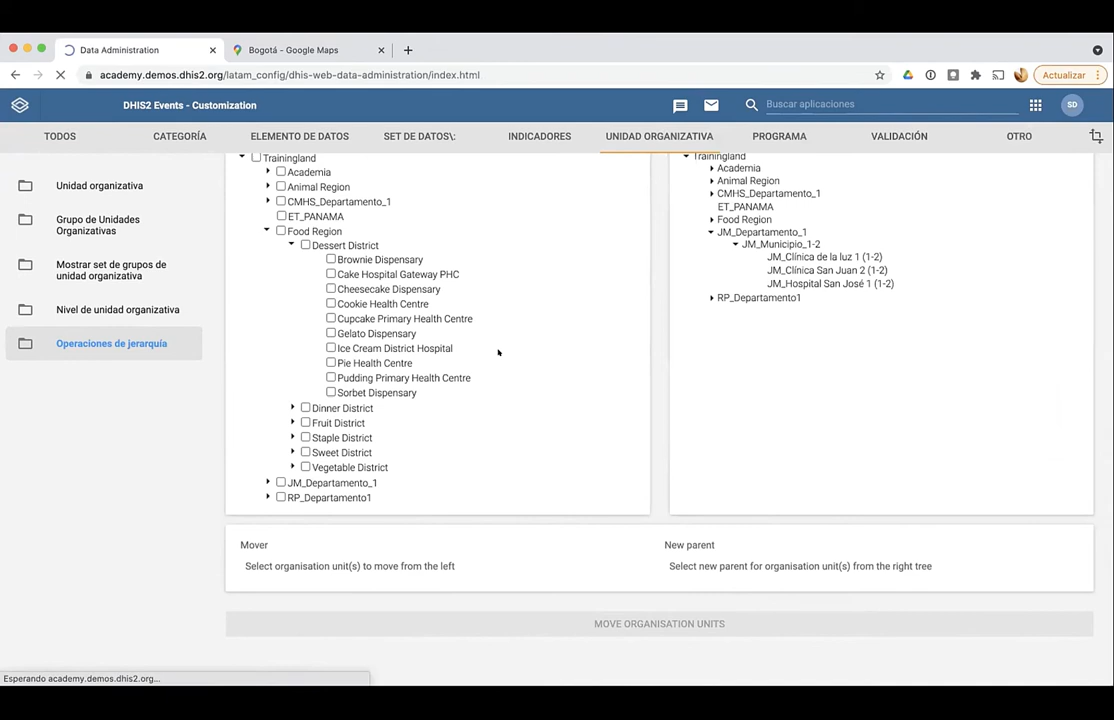 Data Administration
Bogotá - Google Maps
academy.demos.dhis2.org/latam_config/dhis-web-data-administration/index.html
Actualizar
DHIS2 Events - Customization
Buscar aplicaciones
SD
TODOS
CATEGORÍA
ELEMENTO DE DATOS
SET DE DATOS\:
INDICADORES
UNIDAD ORGANIZATIVA
PROGRAMA
VALIDACIÓN
OTRO
Unidad organizativa
Grupo de Unidades
Organizativas
Mostrar set de grupos de
unidad organizativa
Nivel de unidad organizativa
Operaciones de jerarquía
Trainingland
Academia
Animal Region
CMHS_Departamento_1
ET_PANAMA
Food Region
Dessert District
Brownie Dispensary
Cake Hospital Gateway PHC
Cheesecake Dispensary
Cookie Health Centre
Cupcake Primary Health Centre
Gelato Dispensary
Ice Cream District Hospital
Pie Health Centre
Pudding Primary Health Centre
Sorbet Dispensary
Dinner District
Fruit District
Staple District
Sweet District
Vegetable District
JM_Departamento_1
RP_Departamento1
Trainingland
Academia
Animal Region
CMHS_Departamento_1
ET_PANAMA
Food Region
JM_Departamento_1
JM_Municipio_1-2
JM_Clínica de la luz 1 (1-2)
JM_Clínica San Juan 2 (1-2)
JM_Hospital San José 1 (1-2)
RP_Departamento1
Mover
Select organisation unit(s) to move from the left
New parent
Select new parent for organisation unit(s) from the right tree
MOVE ORGANISATION UNITS
Esperando academy.demos.dhis2.org...